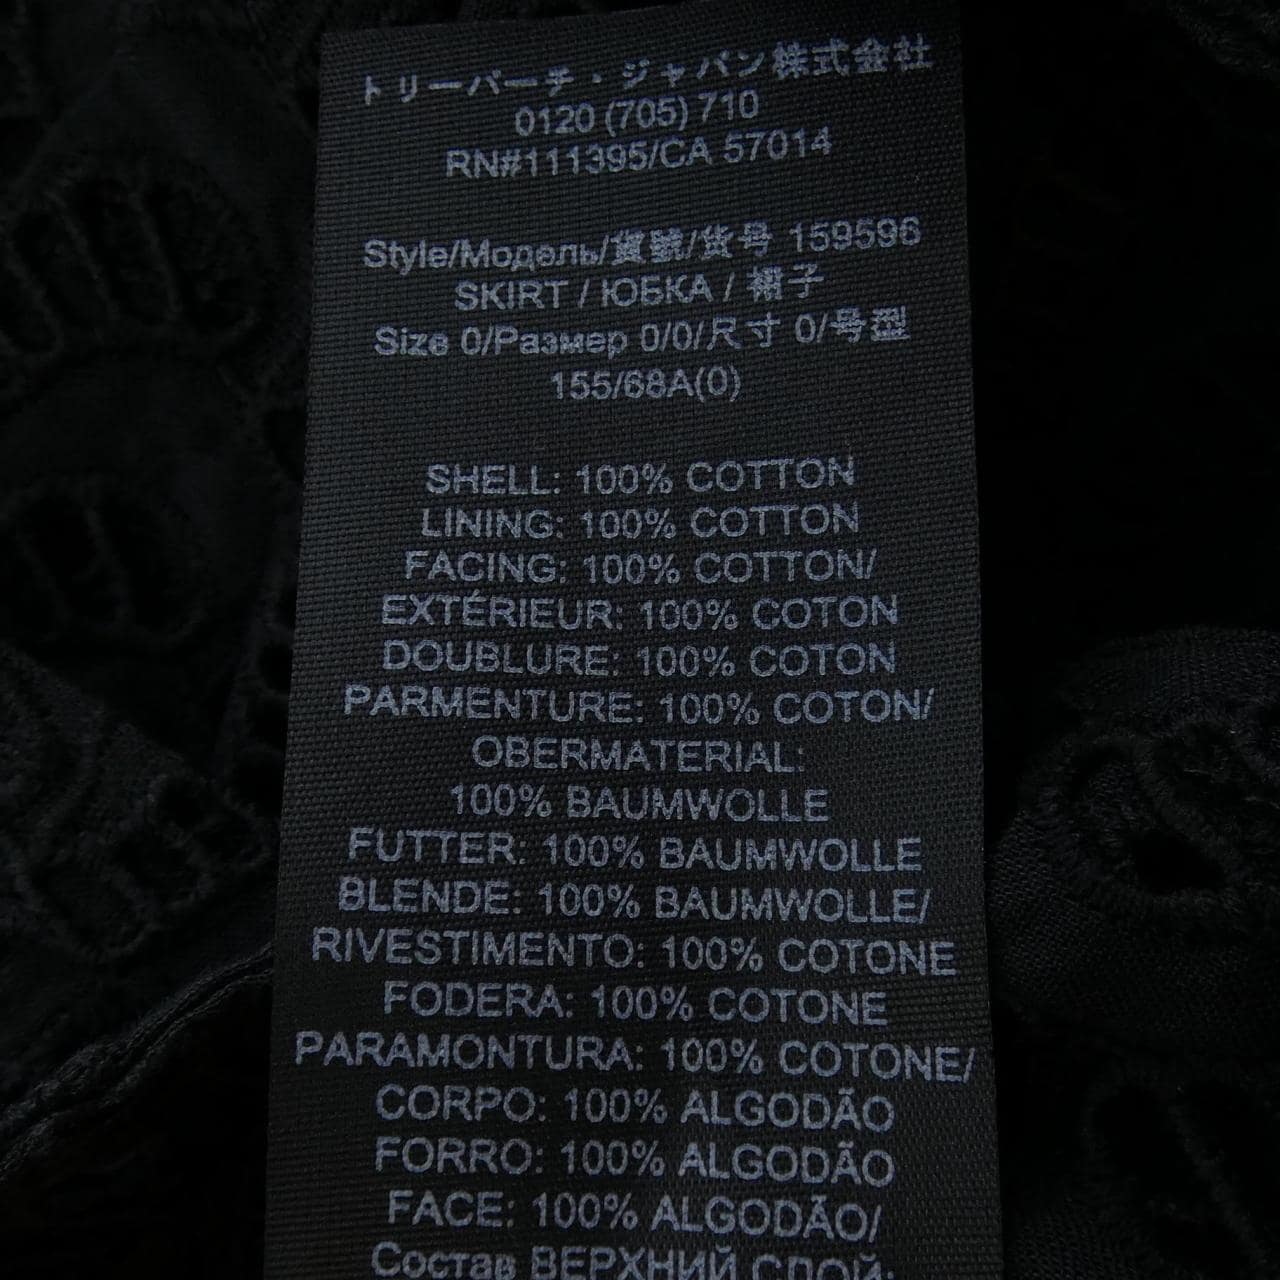 トリーバーチ・ジャパン株式会社
0120 (705) 710
RN#111395/CA 57014
Style/Модель/貨號/货号 159596
SKIRT / ЮБКА / 裙子
Size 0/Размер 0/0/尺寸 0/号型
155/68A(0)
SHELL: 100% COTTON
LINING: 100% COTTON
FACING: 100% COTTON/
EXTÉRIEUR: 100% COTON
DOUBLURE: 100% COTON
PARMENTURE: 100% COTON/
OBERMATERIAL:
100% BAUMWOLLE
FUTTER: 100% BAUMWOLLE
BLENDE: 100% BAUMWOLLE/
RIVESTIMENTO: 100% COTONE
FODERA: 100% COTONE
PARAMONTURA: 100% COTONE/
CORPO: 100% ALGODÃO
FORRO: 100% ALGODÃO
FACE: 100% ALGODÃO/
Состав ВЕРХНИЙ СЛОЙ: